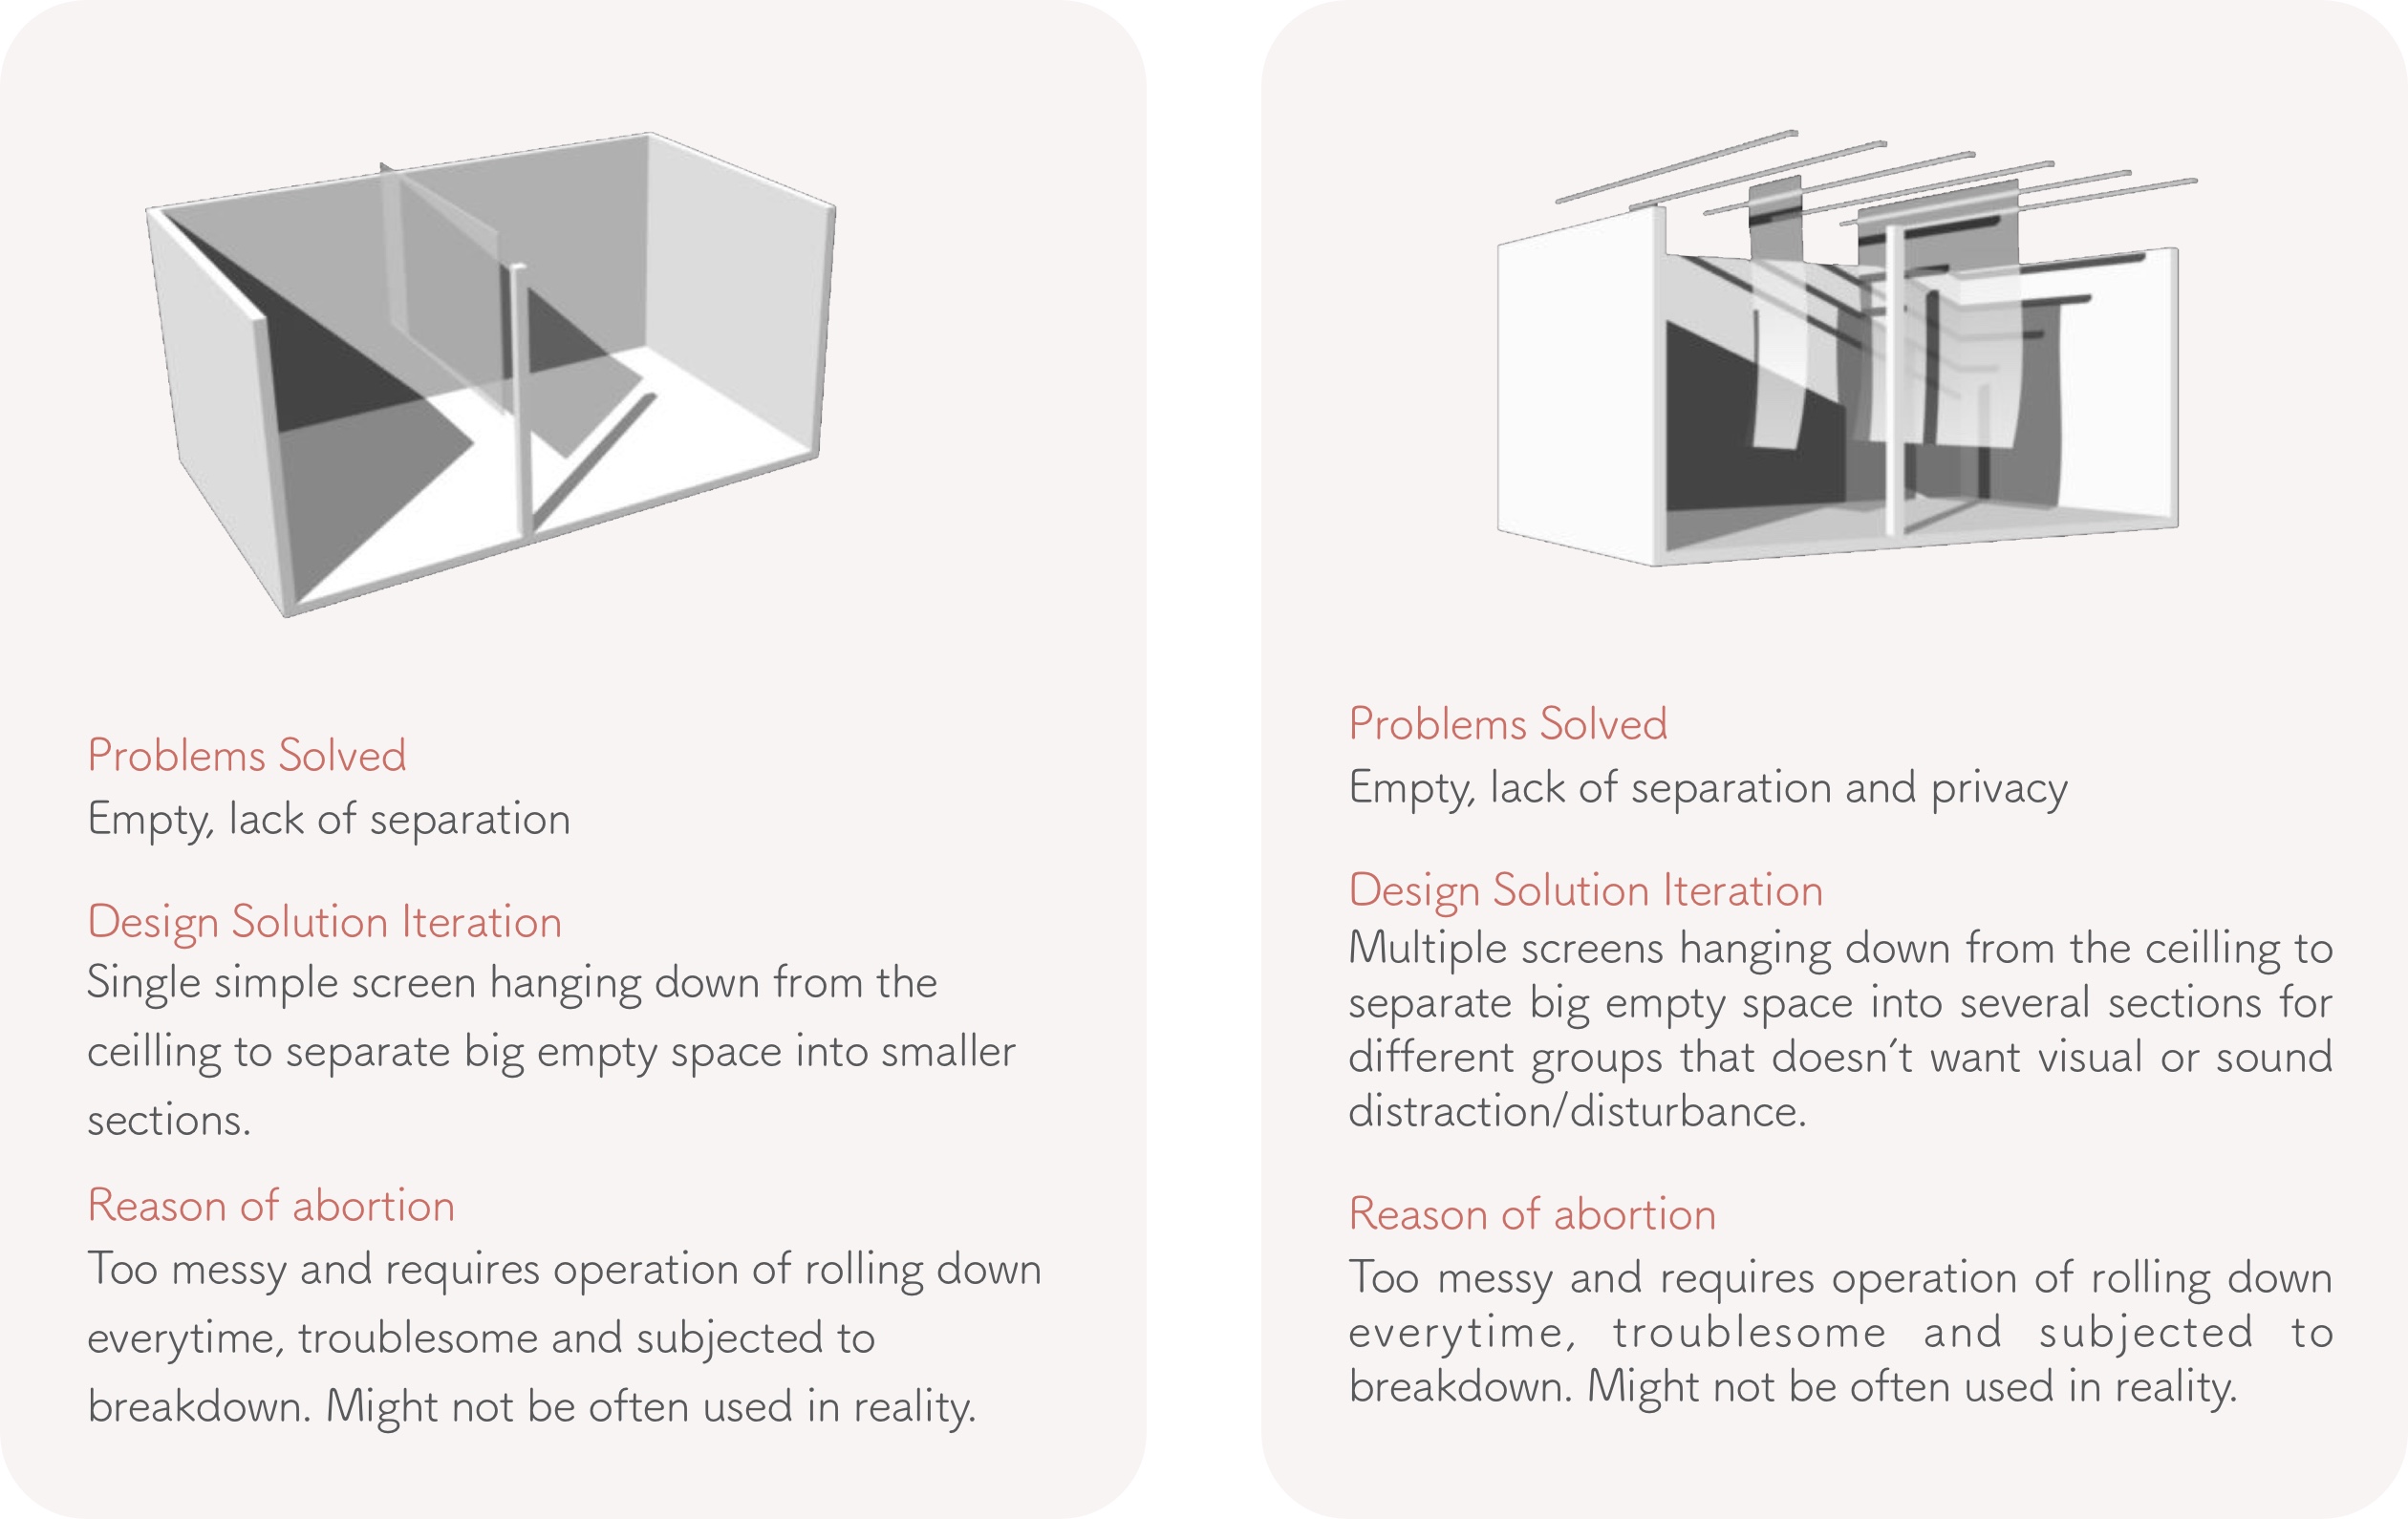 Problems Solved
Empty, lack of separation
Design Solution Iteration
Single simple screen hanging down from the
ceilling to separate big empty space into smaller
sections.
Reason of abortion
Too messy and requires operation of rolling down
everytime, troublesome and subjected to
breakdown. Might not be often used in reality.
Problems Solved
Empty, lack of separation and privacy
Design Solution Iteration
Multiple screens hanging down from the ceilling to
separate big empty space into several sections for
different groups that doesn’t want visual or sound
distraction/disturbance.
Reason of abortion
Too messy and requires operation of rolling down
everytime, troublesome and subjected to
breakdown. Might not be often used in reality.